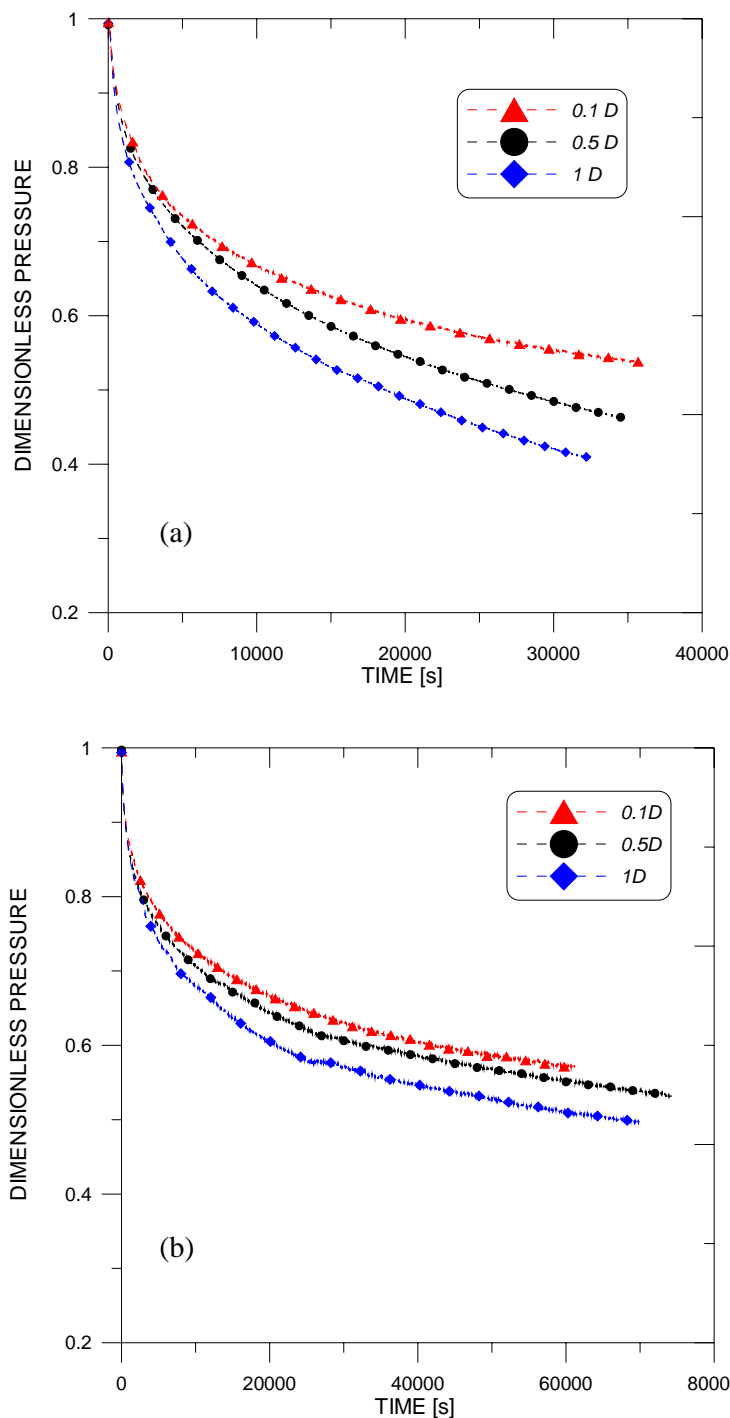 1
0.8
0.6
0.4
0.2
DIMENSIONLESS PRESSURE
0.1 D
0.5 D
1 D
(a)
0 10000 20000 30000 40000
TIME [s]
1
0.8
0.6
0.4
0.2
DIMENSIONLESS PRESSURE
0.1D
0.5D
1D
(b)
0 20000 40000 60000 8000
TIME [s]